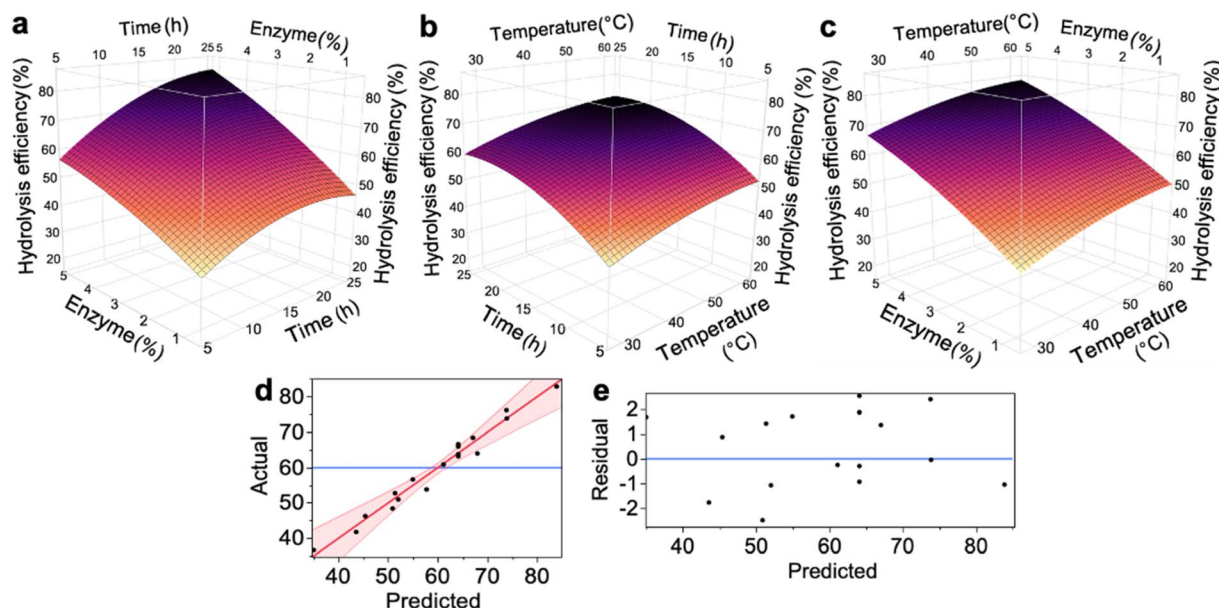 a
Time (h)
Enzyme (%)
5 10 15 20 25 5 4 3 2 1
Hydrolysis efficiency (%)
80
70
60
50
40
30
20
80
70
60
50
40
30
20
Hydrolysis efficiency (%)
5 4 3 2 1
5 10 15 20 25
Enzyme (%)
Time (h)
b
Temperature (°C)
Time (h)
30 40 50 60 25 20 15 10 5
Hydrolysis efficiency (%)
80
70
60
50
40
30
20
80
70
60
50
40
30
20
Hydrolysis efficiency (%)
25 20 15 10 5
30 40 50 60
Time (h)
Temperature
(°C)
c
Temperature (°C)
Enzyme (%)
30 40 50 60 5 4 3 2 1
Hydrolysis efficiency (%)
80
70
60
50
40
30
20
80
70
60
50
40
30
20
Hydrolysis efficiency (%)
5 4 3 2 1
30 40 50 60
Enzyme (%)
Temperature
(°C)
d
Actual
80
70
60
50
40
40 50 60 70 80
Predicted
e
Residual
2
1
0
-1
-2
40 50 60 70 80
Predicted